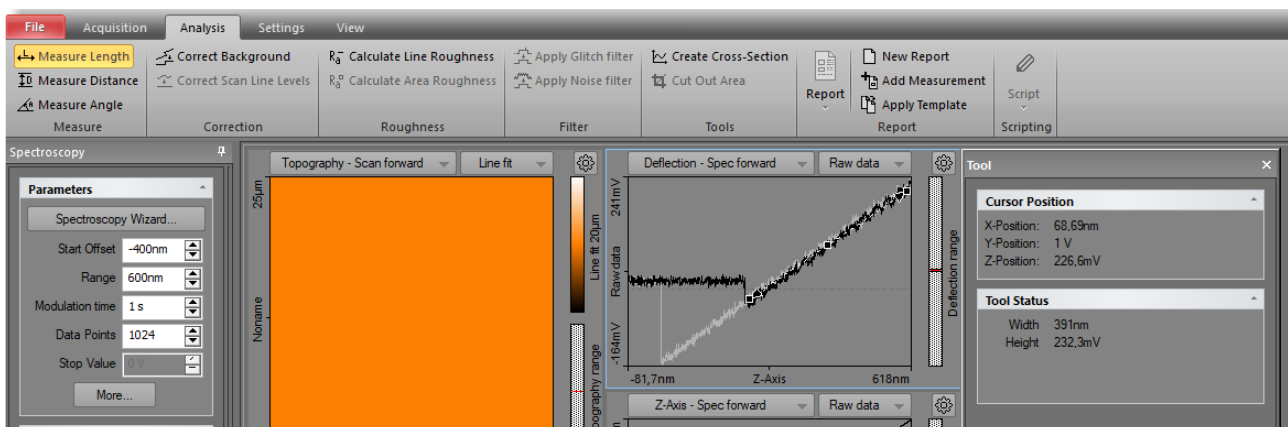 File Acquisition Analysis Settings View
Measure Length
Measure Distance
Measure Angle
Measure
Correct Background
Correct Scan Line Levels
Correction
Calculate Line Roughness
Calculate Area Roughness
Roughness
Apply Glitch filter
Apply Noise filter
Filter
Create Cross-Section
Cut Out Area
Tools
Report
New Report
Add Measurement
Apply Template
Report
Script
Scripting
Spectroscopy
Parameters
Spectroscopy Wizard...
Start Offset -400nm
Range 600nm
Modulation time 1 s
Data Points 1024
Stop Value 0 V
More...
Topography - Scan forward Line fit
25µm
Noname
Line fit 20µm
Topography range
Deflection - Spec forward Raw data
241mV
Raw data
-164mV
-81,7nm Z-Axis 618nm
Deflection range
Z-Axis - Spec forward Raw data
Tool
Cursor Position
X-Position: 68,69nm
Y-Position: 1 V
Z-Position: 226,6mV
Tool Status
Width 391nm
Height 232,3mV